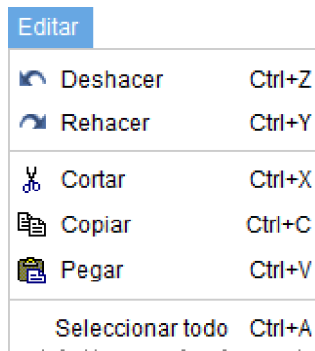 Editar
Deshacer Ctrl+Z
Rehacer Ctrl+Y
Cortar Ctrl+X
Copiar Ctrl+C
Pegar Ctrl+V
Seleccionar todo Ctrl+A